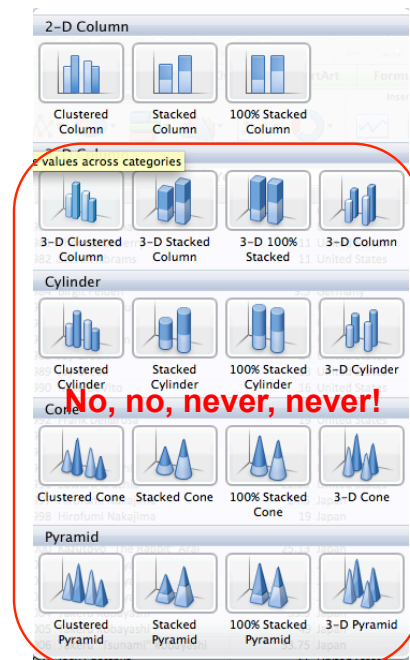 2-D Column
Clustered Column
Stacked Column
100% Stacked Column
values across categories
3-D Clustered Column
3-D Stacked Column
3-D 100% Stacked
3-D Column
Cylinder
Clustered Cylinder
Stacked Cylinder
100% Stacked Cylinder
3-D Cylinder
No, no, never, never!
Cone
Clustered Cone
Stacked Cone
100% Stacked Cone
3-D Cone
Pyramid
Clustered Pyramid
Stacked Pyramid
100% Stacked Pyramid
3-D Pyramid